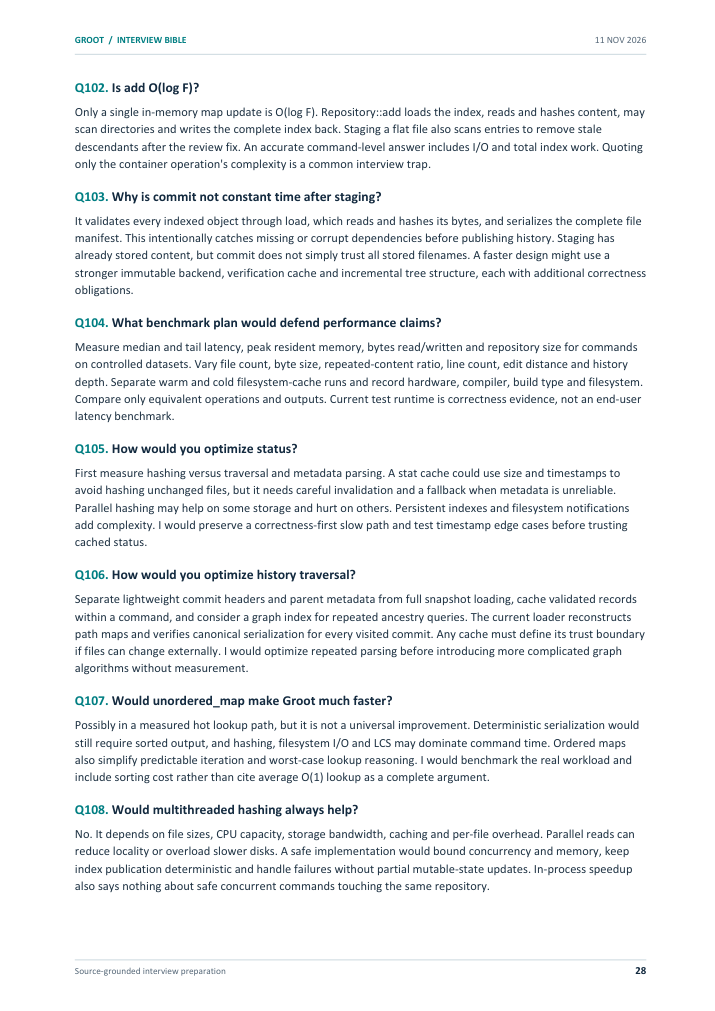 GROOT / INTERVIEW BIBLE
11 NOV 2026
Q102. Is add O(log F)?
Only a single in-memory map update is O(log F). Repository::add loads the index, reads and hashes content, may
scan directories and writes the complete index back. Staging a flat file also scans entries to remove stale
descendants after the review fix. An accurate command-level answer includes I/O and total index work. Quoting
only the container operation's complexity is a common interview trap.
Q103. Why is commit not constant time after staging?
It validates every indexed object through load, which reads and hashes its bytes, and serializes the complete file
manifest. This intentionally catches missing or corrupt dependencies before publishing history. Staging has
already stored content, but commit does not simply trust all stored filenames. A faster design might use a
stronger immutable backend, verification cache and incremental tree structure, each with additional correctness
obligations.
Q104. What benchmark plan would defend performance claims?
Measure median and tail latency, peak resident memory, bytes read/written and repository size for commands
on controlled datasets. Vary file count, byte size, repeated-content ratio, line count, edit distance and history
depth. Separate warm and cold filesystem-cache runs and record hardware, compiler, build type and filesystem.
Compare only equivalent operations and outputs. Current test runtime is correctness evidence, not an end-user
latency benchmark.
Q105. How would you optimize status?
First measure hashing versus traversal and metadata parsing. A stat cache could use size and timestamps to
avoid hashing unchanged files, but it needs careful invalidation and a fallback when metadata is unreliable.
Parallel hashing may help on some storage and hurt on others. Persistent indexes and filesystem notifications
add complexity. I would preserve a correctness-first slow path and test timestamp edge cases before trusting
cached status.
Q106. How would you optimize history traversal?
Separate lightweight commit headers and parent metadata from full snapshot loading, cache validated records
within a command, and consider a graph index for repeated ancestry queries. The current loader reconstructs
path maps and verifies canonical serialization for every visited commit. Any cache must define its trust boundary
if files can change externally. I would optimize repeated parsing before introducing more complicated graph
algorithms without measurement.
Q107. Would unordered_map make Groot much faster?
Possibly in a measured hot lookup path, but it is not a universal improvement. Deterministic serialization would
still require sorted output, and hashing, filesystem I/O and LCS may dominate command time. Ordered maps
also simplify predictable iteration and worst-case lookup reasoning. I would benchmark the real workload and
include sorting cost rather than cite average O(1) lookup as a complete argument.
Q108. Would multithreaded hashing always help?
No. It depends on file sizes, CPU capacity, storage bandwidth, caching and per-file overhead. Parallel reads can
reduce locality or overload slower disks. A safe implementation would bound concurrency and memory, keep
index publication deterministic and handle failures without partial mutable-state updates. In-process speedup
also says nothing about safe concurrent commands touching the same repository.
Source-grounded interview preparation
28